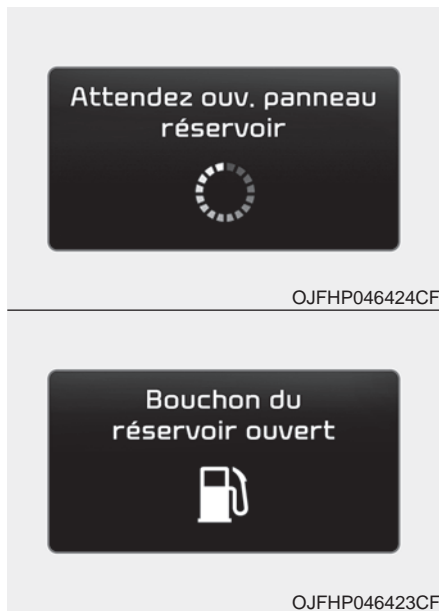 Attendez ouv. panneau
réservoir
OJFHP046424CF
Bouchon du
réservoir ouvert
OJFHP046423CF